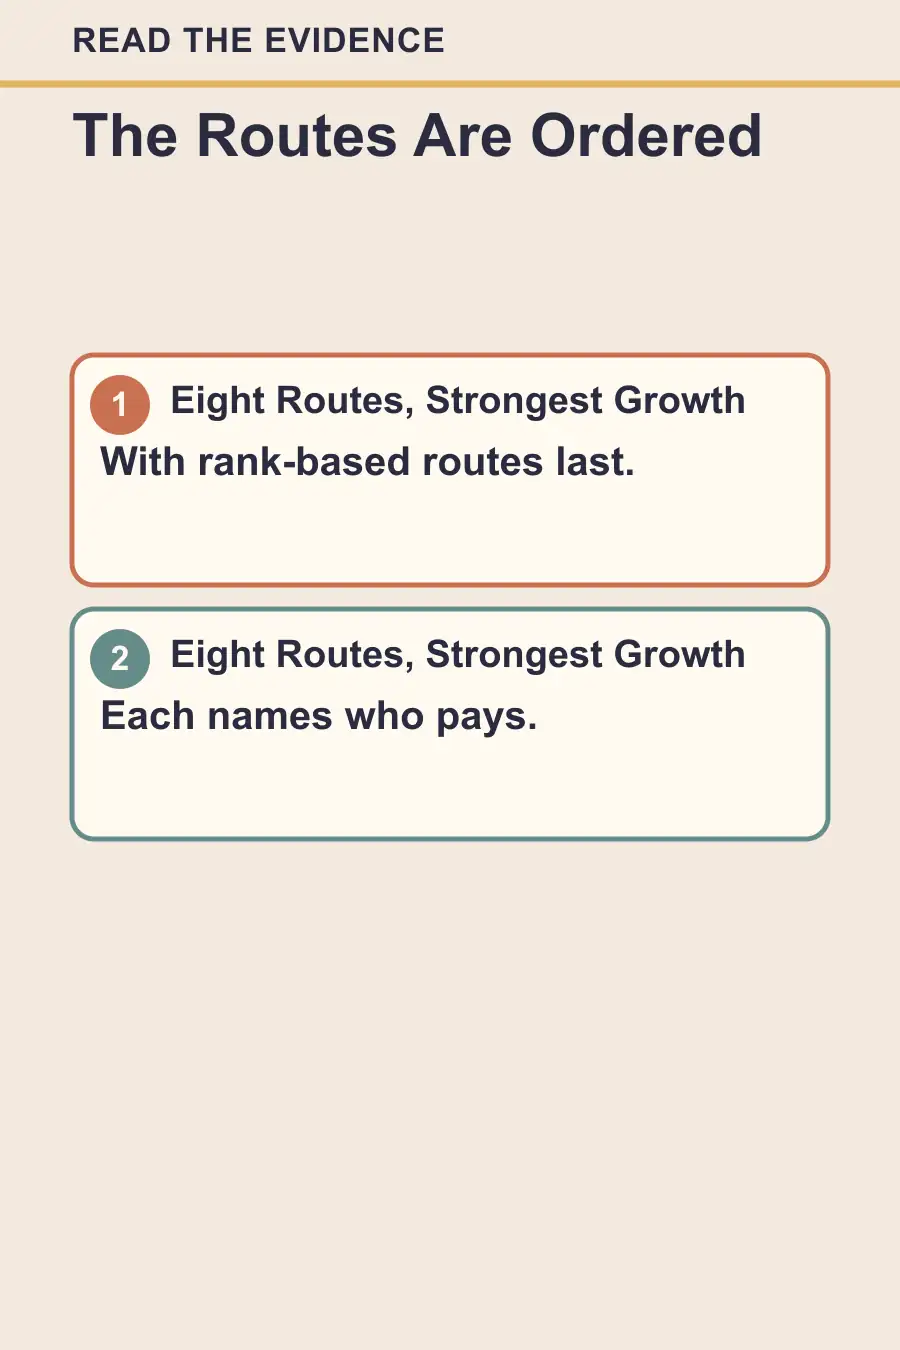 READ THE EVIDENCE
The Routes Are Ordered
1 Eight Routes, Strongest Growth
With rank-based routes last.
2 Eight Routes, Strongest Growth
Each names who pays.